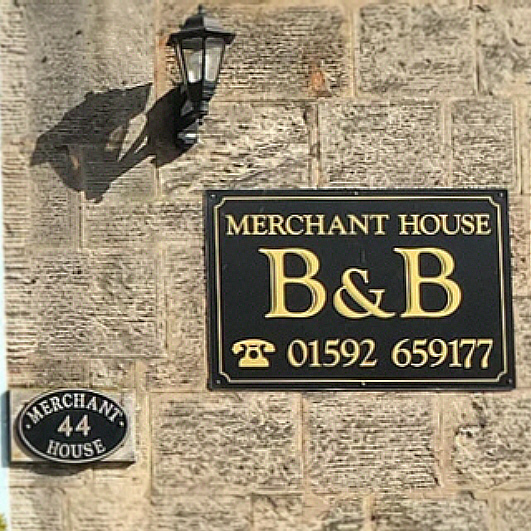 MERCHANT HOUSE
B&B
01592 659177
MERCHANT
44
HOUSE